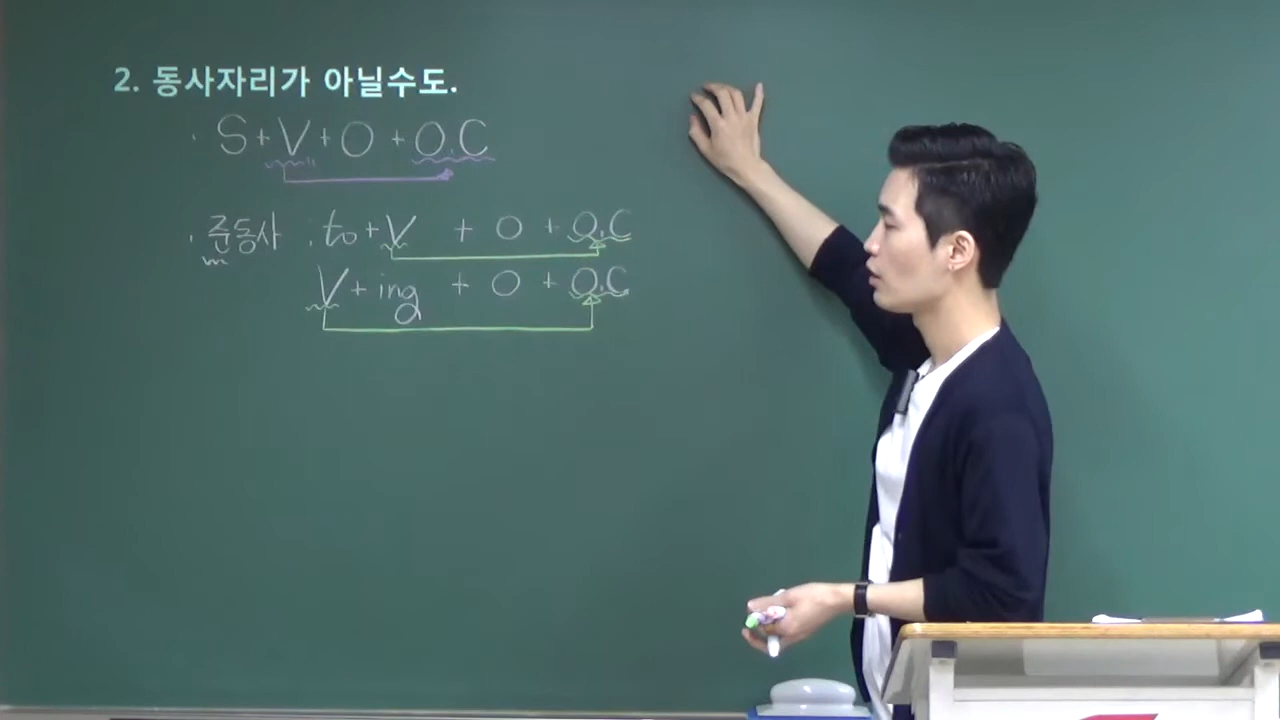 2. 동사자리가 아닐수도.
· S+V+O+O.C
· 준동사 . to+V + O + O.C
V+ing + O + O.C